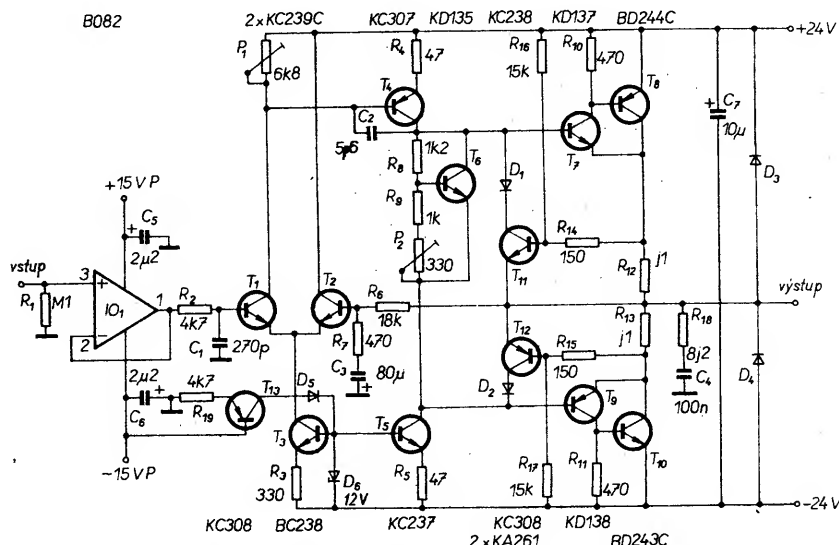 B082
2×KC239C KC307 KD135 KC238 KD137 BD244C
P1
6k8
R4
47
R16
15k
R10
470
+24V
T4
T8
C7
10µ
C2
5p6
T6
T7
R8
1k2
D1
D3
+15VP
R9
1k
C5
2µ2
P2
330
R14
150
T11
R12
j1
vstup
3
IO1
1
2
R1
M1
R2
4k7
T1
T2
R6
18k
výstup
C1
270p
R7
470
T12
R15
150
R13
j1
R18
8j2
2µ2
4k7
T13
D5
C3
80µ
D2
C4
100n
D4
C6
R19
T3
T5
T9
T10
-15VP
R3
330
D6
12V
R5
47
R17
15k
R11
470
-24V
KC308 BC238 KC237 KC308 KD138
2×KA261 BD243C